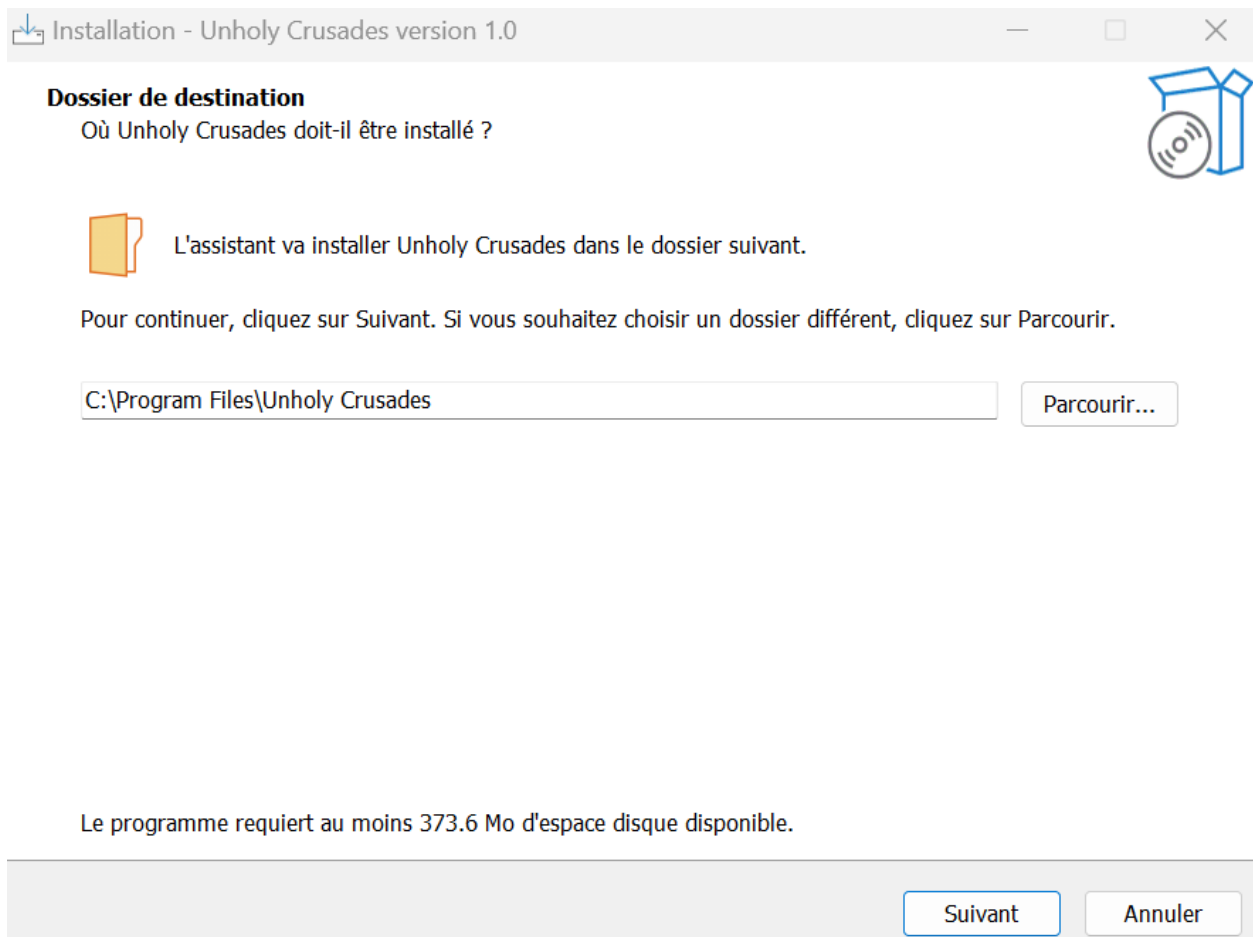 Installation - Unholy Crusades version 1.0
Dossier de destination
Où Unholy Crusades doit-il être installé ?
L'assistant va installer Unholy Crusades dans le dossier suivant.
Pour continuer, cliquez sur Suivant. Si vous souhaitez choisir un dossier différent, cliquez sur Parcourir.
C:\Program Files\Unholy Crusades
Parcourir...
Le programme requiert au moins 373.6 Mo d'espace disque disponible.
Suivant
Annuler